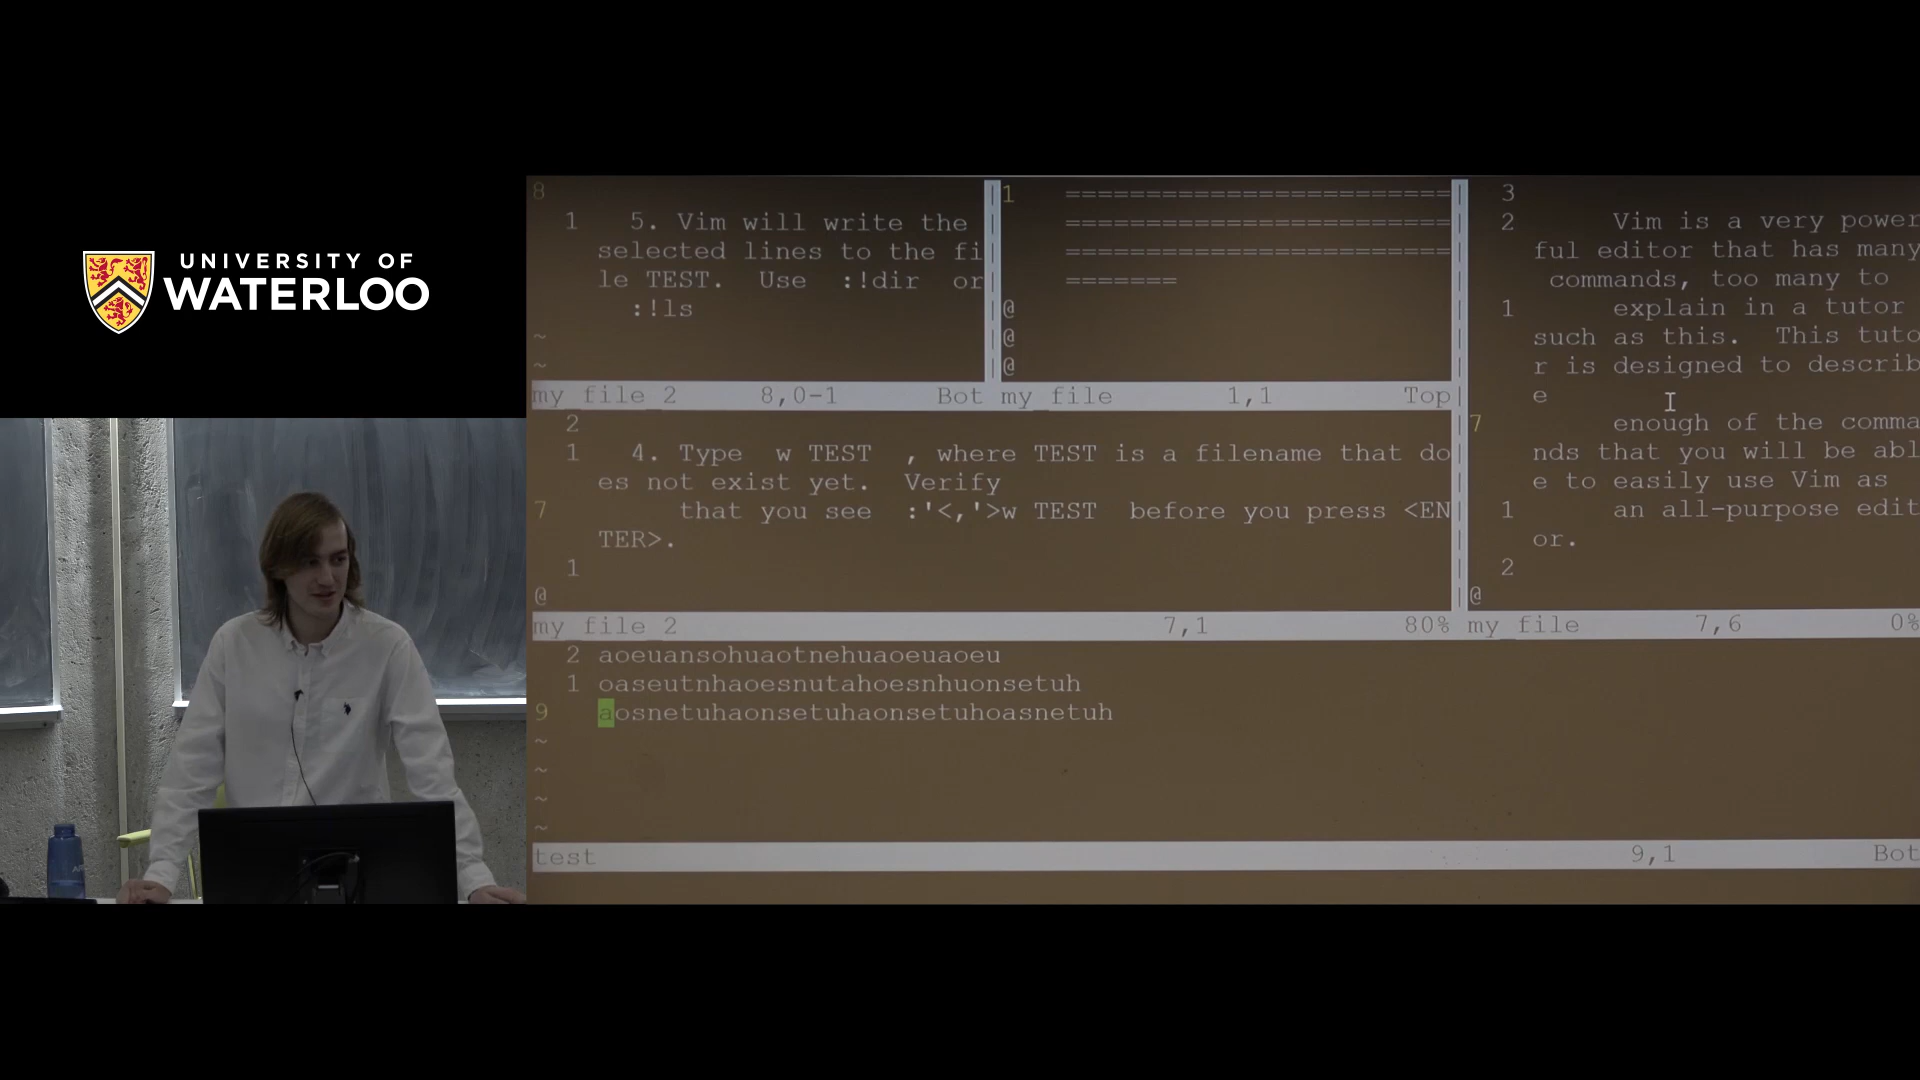 UNIVERSITY OF
WATERLOO
8
1 5. Vim will write the
selected lines to the fi
le TEST. Use :!dir or
:!ls
~
~
my file 2 8,0-1 Bot
1 ========================
========================
========================
=======
@
@
@
my file 1,1 Top
3
2 Vim is a very power
ful editor that has many
commands, too many to
1 explain in a tutor
such as this. This tuto
r is designed to describ
e
7 enough of the comma
nds that you will be abl
e to easily use Vim as
1 an all-purpose edit
or.
2
@
my file 7,6 0%
2
1 4. Type w TEST , where TEST is a filename that do
es not exist yet. Verify
7 that you see :'<,'>w TEST before you press <EN
TER>.
1
@
my file 2 7,1 80%
2 aoeuansohuaotnehuaoeuaoeu
1 oaseutnhaoesnutahoesnhuonsetuh
9 aosnetuhaonsetuhaonsetuhoasnetuh
~
~
~
~
test 9,1 Bot